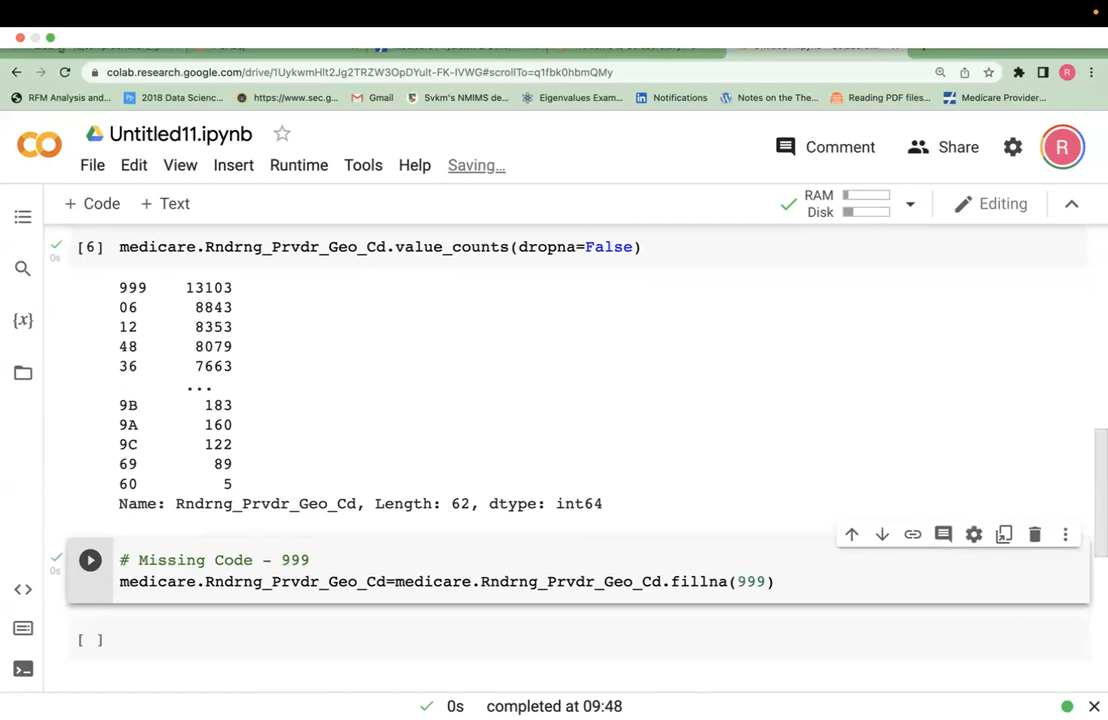 colab.research.google.com/drive/1UykwmHlt2Jg2TRZW3OpDYult-FK-IVWG#scrollTo=q1fbk0hbmQMy
R
RFM Analysis and...
2018 Data Scienc...
https://www.sec.g...
Gmail
Svkm's NMIMS de...
Eigenvalues Exam...
Notifications
Notes on the The...
Reading PDF files...
Medicare Provider...
Untitled11.ipynb
Comment
Share
R
File Edit View Insert Runtime Tools Help Saving...
+ Code + Text
RAM
Disk
Editing
[6] medicare.Rndrng_Prvdr_Geo_Cd.value_counts(dropna=False)
0s
999 13103
06 8843
12 8353
48 8079
36 7663
...
9B 183
9A 160
9C 122
69 89
60 5
Name: Rndrng_Prvdr_Geo_Cd, Length: 62, dtype: int64
# Missing Code - 999
0s
medicare.Rndrng_Prvdr_Geo_Cd=medicare.Rndrng_Prvdr_Geo_Cd.fillna(999)
[ ]
0s completed at 09:48